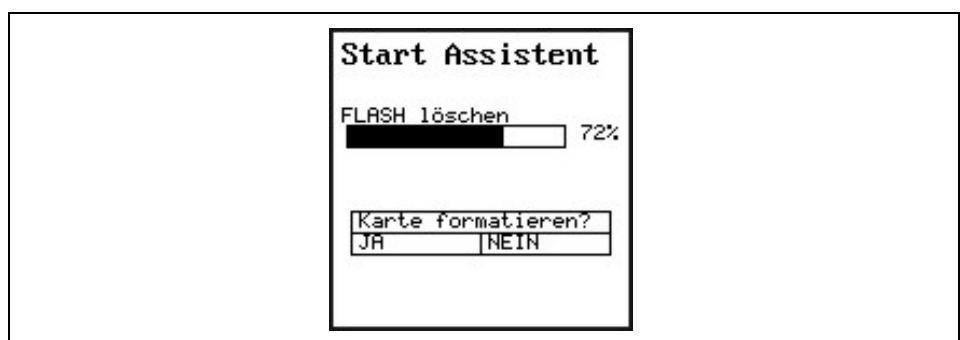 Start Assistent
FLASH löschen
72%
Karte formatieren?
JA NEIN